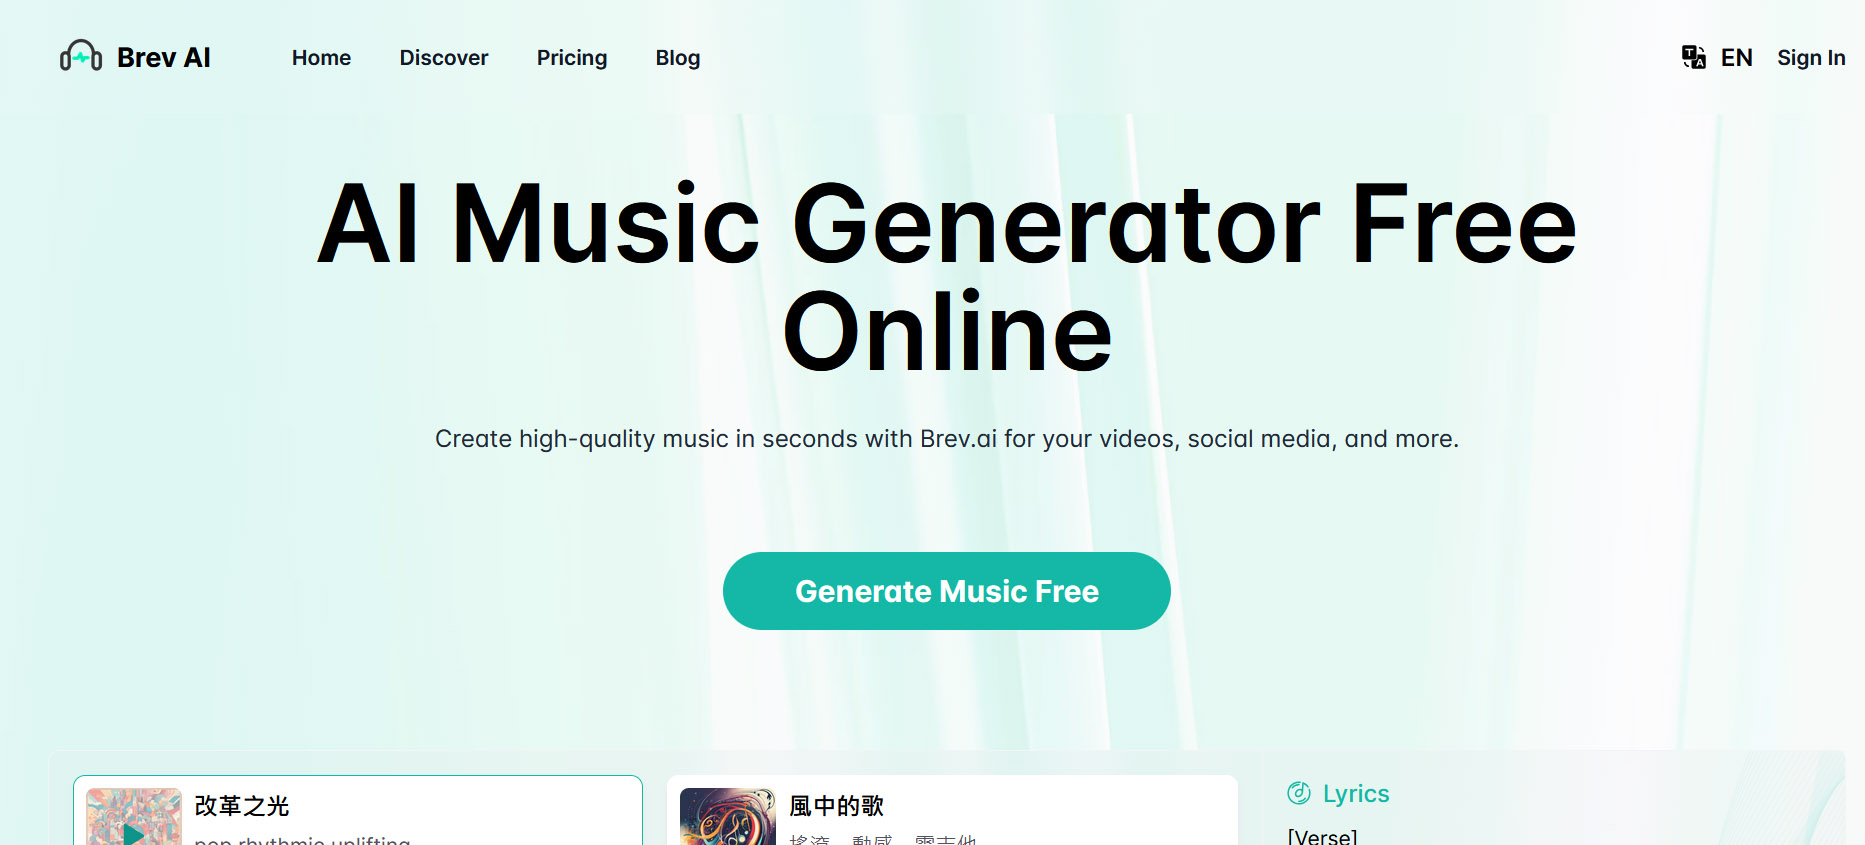 Brev AI
Home
Discover
Pricing
Blog
EN
Sign In
AI Music Generator Free
Online
Create high-quality music in seconds with Brev.ai for your videos, social media, and more.
Generate Music Free
改革之光
pop rhythmic uplifting
風中的歌
搖滾 動感 電吉他
Lyrics
[Verse]